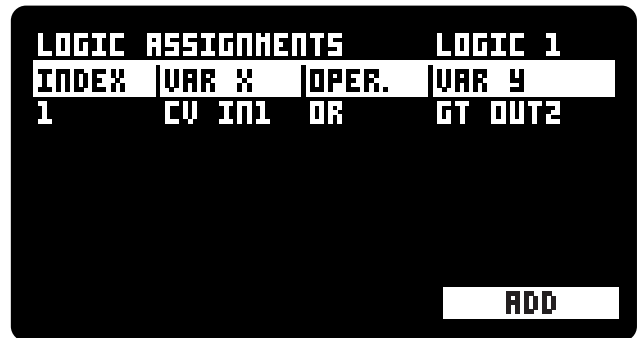 LOGIC ASSIGNMENTS LOGIC 1
INDEX VAR X OPER. VAR Y
1 CV IN1 OR GT OUT2
ADD